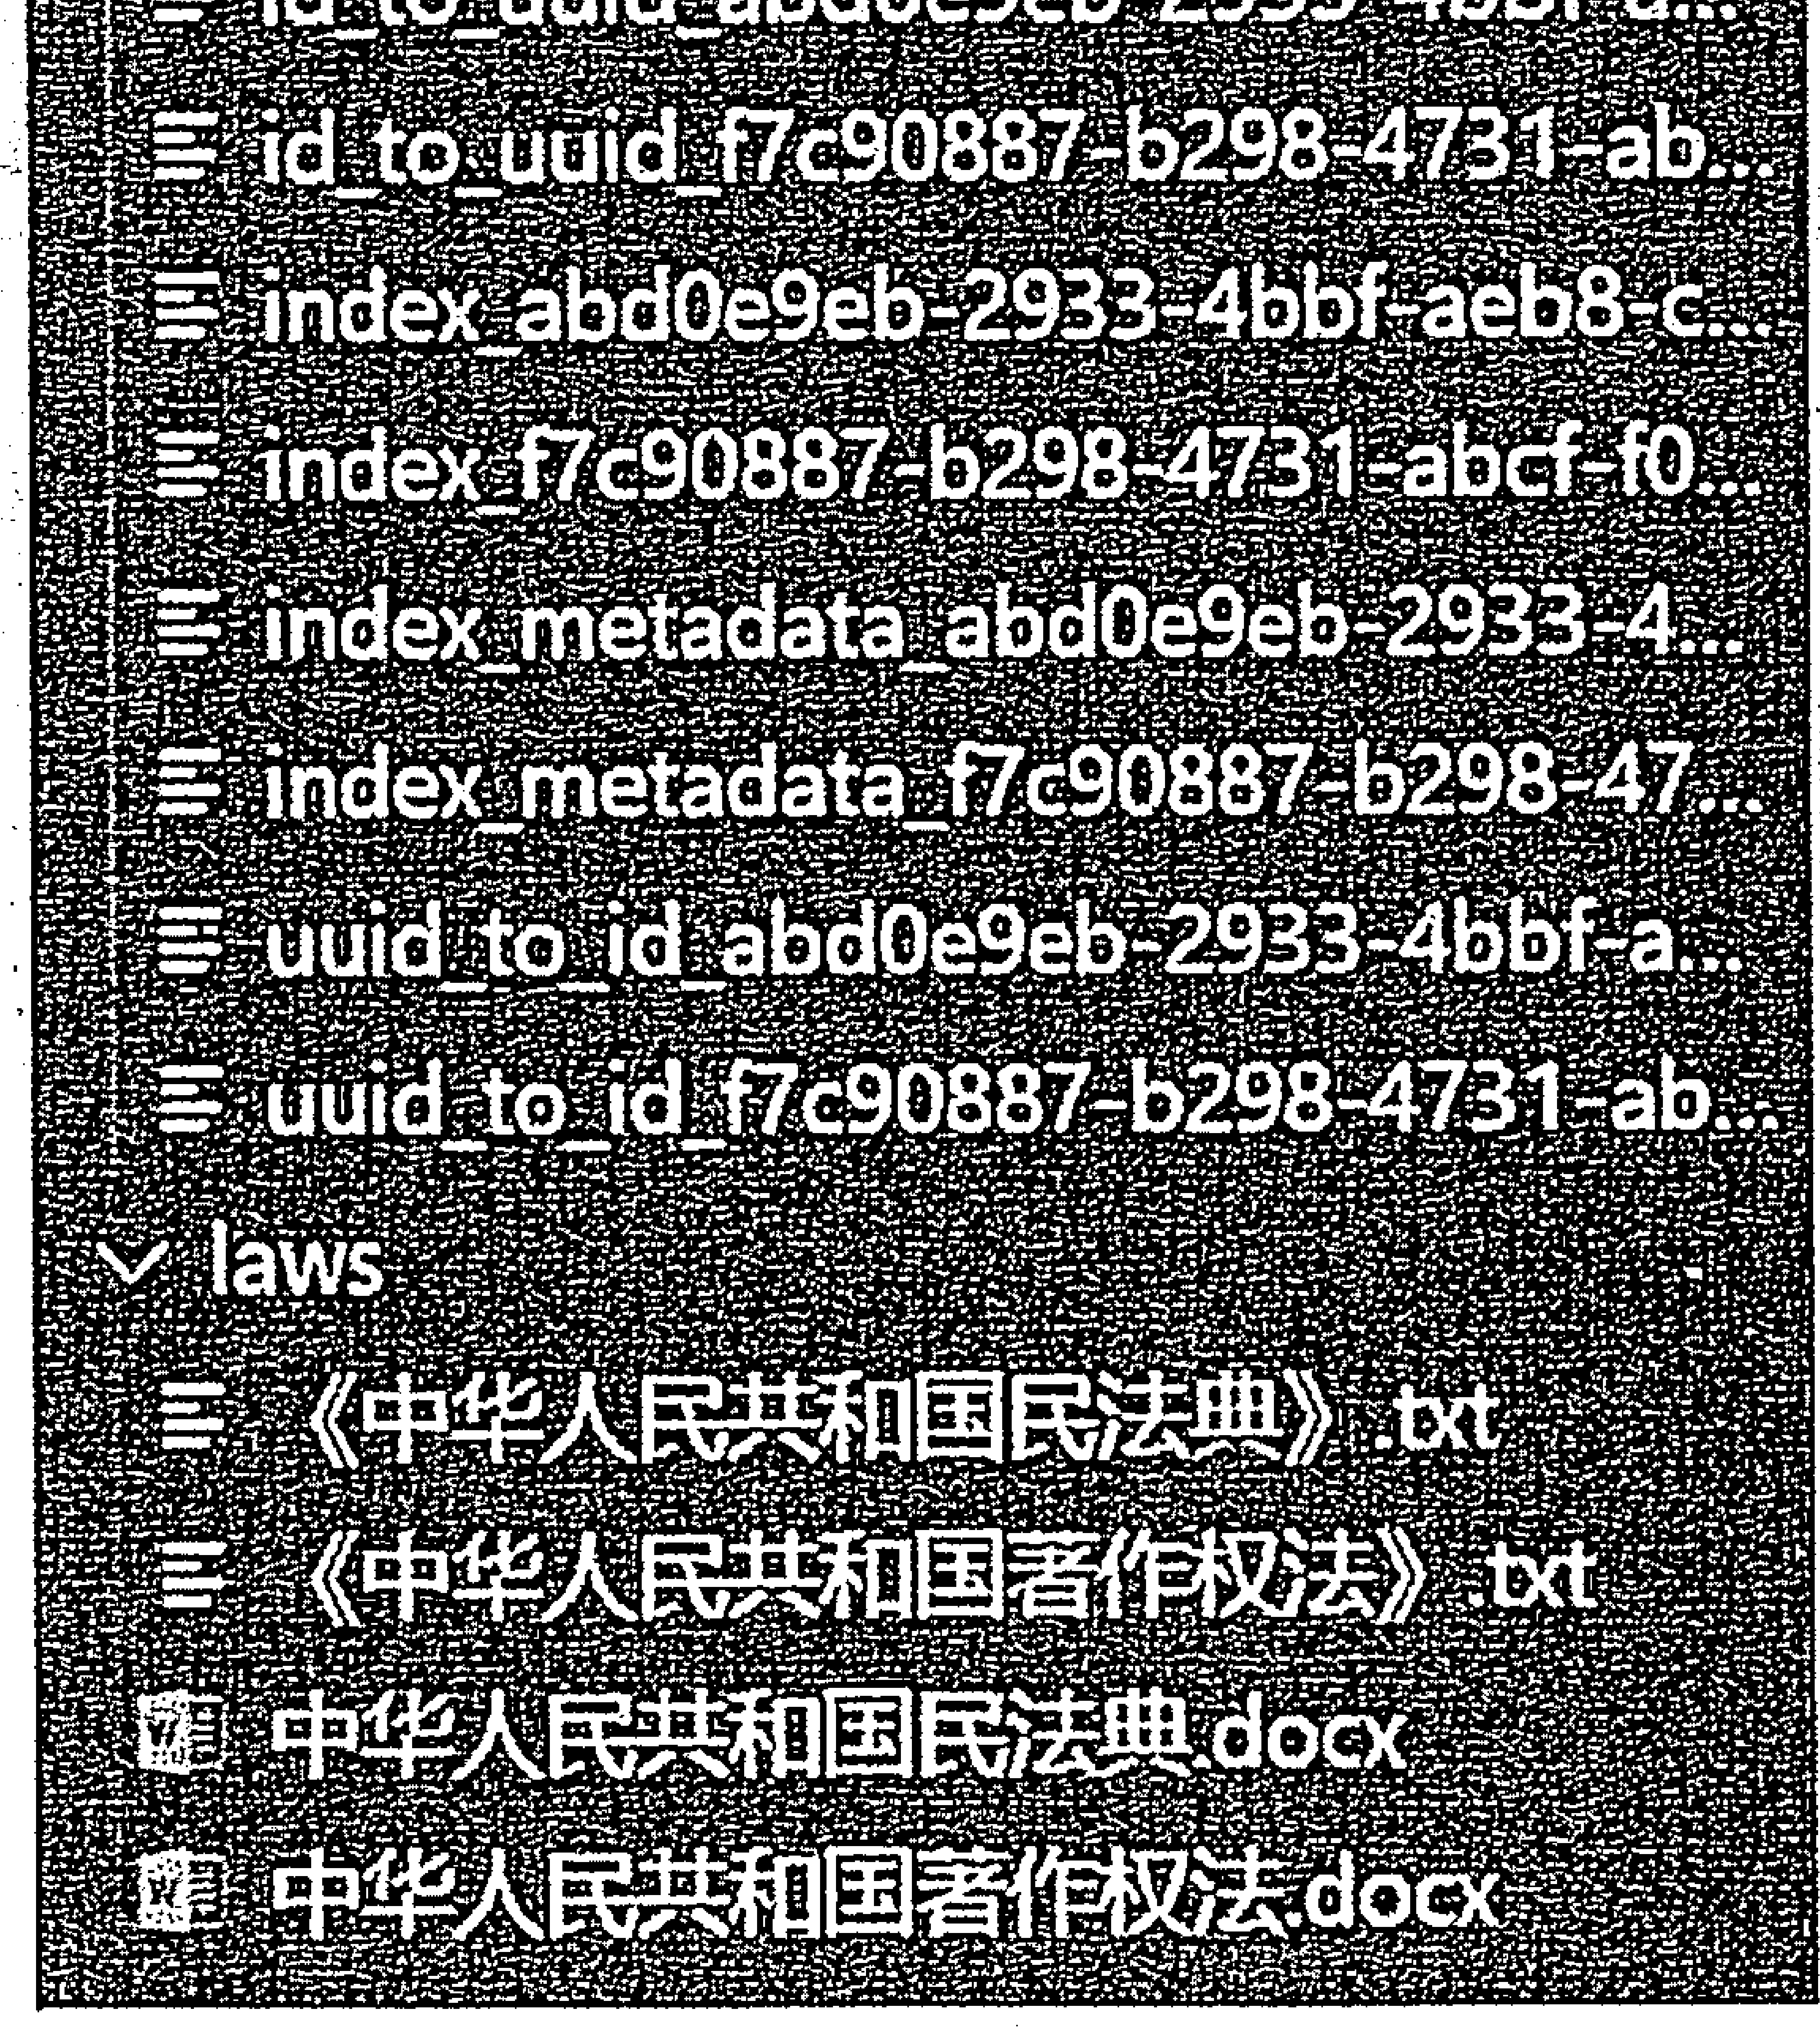 id_to_uuid_abd0e9eb-2933-4bbf-a...
id_to_uuid_f7c90887-b298-4731-ab...
index_abd0e9eb-2933-4bbf-aeb8-c...
index_f7c90887-b298-4731-abcf-f0...
index_metadata_abd0e9eb-2933-4...
index_metadata_f7c90887-b298-47...
uuid_to_id_abd0e9eb-2933-4bbf-a...
uuid_to_id_f7c90887-b298-4731-ab...
laws
《中华人民共和国民法典》.txt
《中华人民共和国著作权法》.txt
中华人民共和国民法典.docx
中华人民共和国著作权法.docx